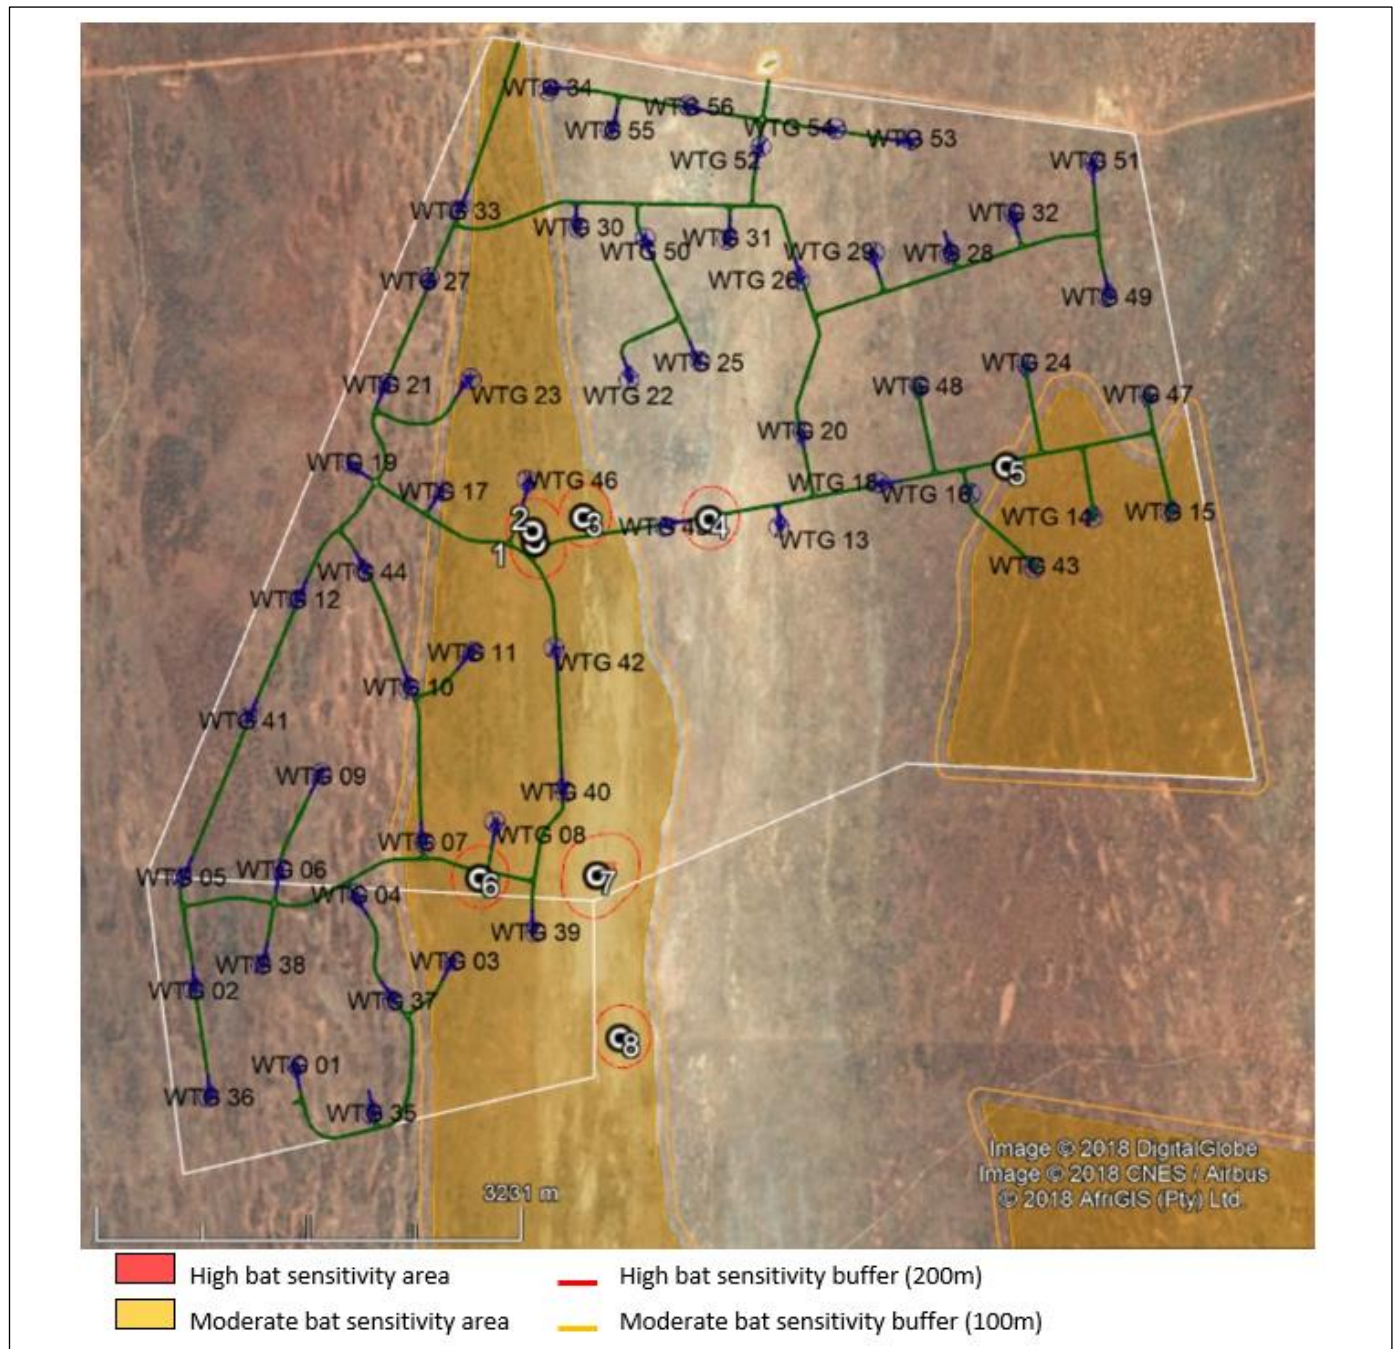 WTG 34
WTG 56
WTG 55
WTG 54
WTG 53
WTG 52
WTG 51
WTG 33
WTG 30
WTG 50
WTG 31
WTG 32
WTG 29
WTG 28
WTG 27
WTG 26
WTG 49
WTG 25
WTG 24
WTG 21
WTG 23
WTG 22
WTG 48
WTG 47
WTG 20
WTG 19
WTG 17
WTG 46
WTG 18
WTG 16
5
2
3
4
WTG 14
WTG 15
WTG 13
1
WTG 44
WTG 43
WTG 12
WTG 11
WTG 42
WTG 10
WTG 41
WTG 09
WTG 40
WTG 07
WTG 08
WTG 05
WTG 06
6
7
WTG 04
WTG 39
WTG 38
WTG 03
WTG 02
WTG 37
8
WTG 01
WTG 36
WTG 35
Image © 2018 DigitalGlobe
Image © 2018 CNES / Airbus
© 2018 AfriGIS (Pty) Ltd.
3231 m
High bat sensitivity area
High bat sensitivity buffer (200m)
Moderate bat sensitivity area
Moderate bat sensitivity buffer (100m)